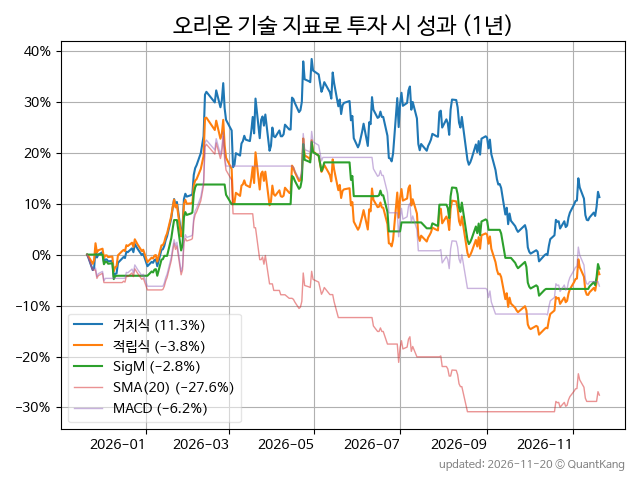 오리온 기술 지표로 투자 시 성과 (1년)
40%
30%
20%
10%
0%
−10%
−20%
−30%
거치식 (11.3%)
적립식 (−3.8%)
SigM (−2.8%)
SMA(20) (−27.6%)
MACD (−6.2%)
2026−01 2026−03 2026−05 2026−07 2026−09 2026−11
updated: 2026−11−20 © QuantKang